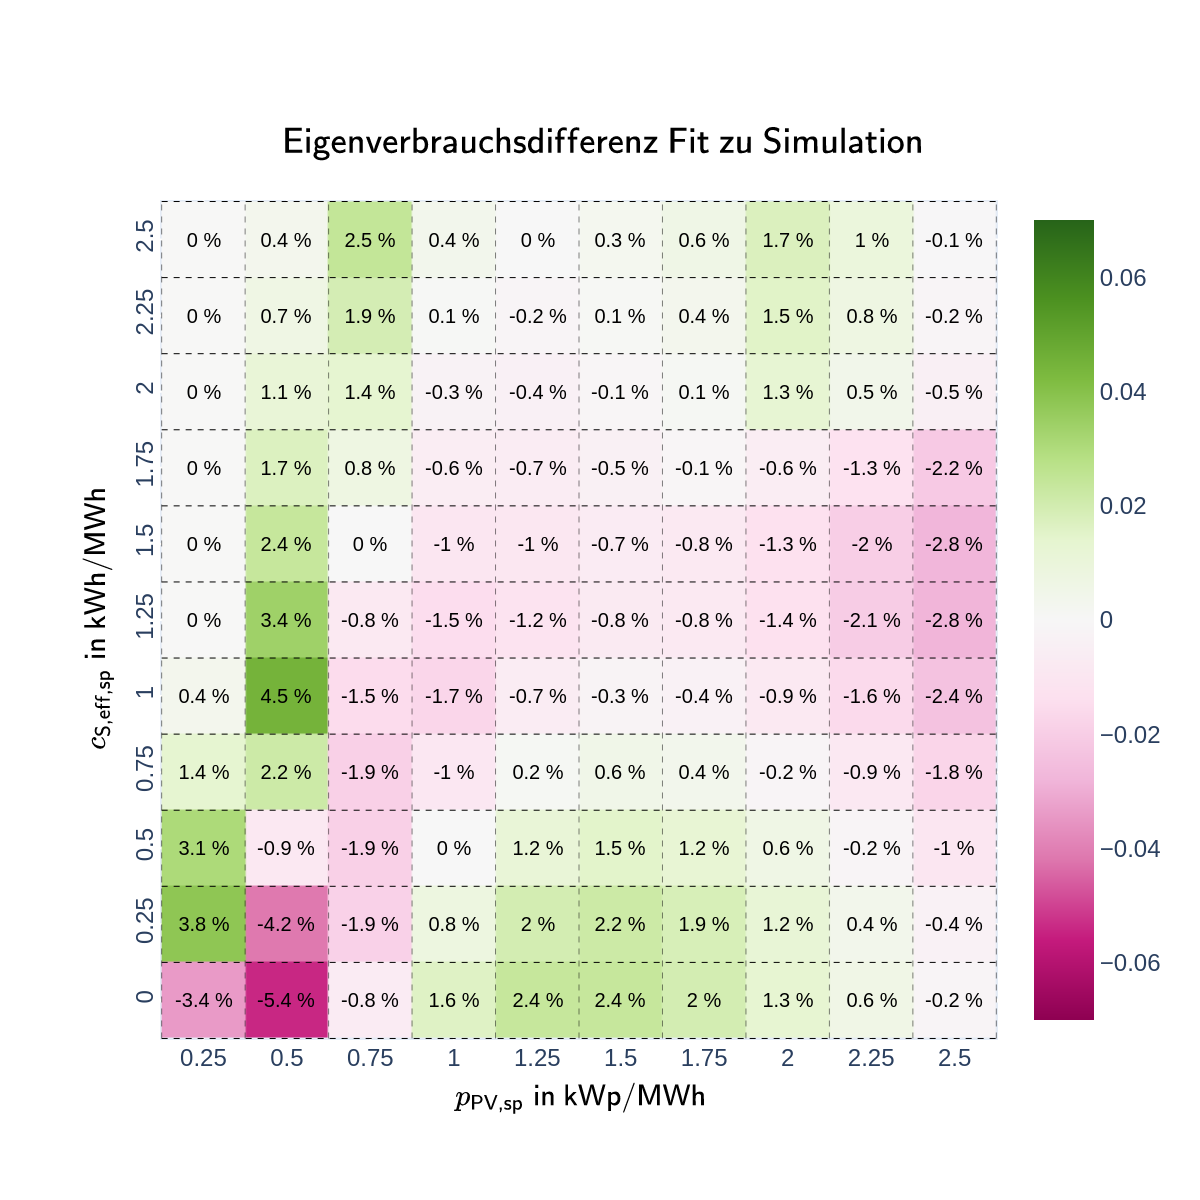 Eigenverbrauchsdifferenz Fit zu Simulation
2.5 0 % 0.4 % 2.5 % 0.4 % 0 % 0.3 % 0.6 % 1.7 % 1 % -0.1 %
2.25 0 % 0.7 % 1.9 % 0.1 % -0.2 % 0.1 % 0.4 % 1.5 % 0.8 % -0.2 %
2 0 % 1.1 % 1.4 % -0.3 % -0.4 % -0.1 % 0.1 % 1.3 % 0.5 % -0.5 %
1.75 0 % 1.7 % 0.8 % -0.6 % -0.7 % -0.5 % -0.1 % -0.6 % -1.3 % -2.2 %
1.5 0 % 2.4 % 0 % -1 % -1 % -0.7 % -0.8 % -1.3 % -2 % -2.8 %
1.25 0 % 3.4 % -0.8 % -1.5 % -1.2 % -0.8 % -0.8 % -1.4 % -2.1 % -2.8 %
1 0.4 % 4.5 % -1.5 % -1.7 % -0.7 % -0.3 % -0.4 % -0.9 % -1.6 % -2.4 %
0.75 1.4 % 2.2 % -1.9 % -1 % 0.2 % 0.6 % 0.4 % -0.2 % -0.9 % -1.8 %
0.5 3.1 % -0.9 % -1.9 % 0 % 1.2 % 1.5 % 1.2 % 0.6 % -0.2 % -1 %
0.25 3.8 % -4.2 % -1.9 % 0.8 % 2 % 2.2 % 1.9 % 1.2 % 0.4 % -0.4 %
0 -3.4 % -5.4 % -0.8 % 1.6 % 2.4 % 2.4 % 2 % 1.3 % 0.6 % -0.2 %
0.25 0.5 0.75 1 1.25 1.5 1.75 2 2.25 2.5
p PV,sp in kWp/MWh
c S,eff,sp in kWh/MWh
0.06
0.04
0.02
0
−0.02
−0.04
−0.06